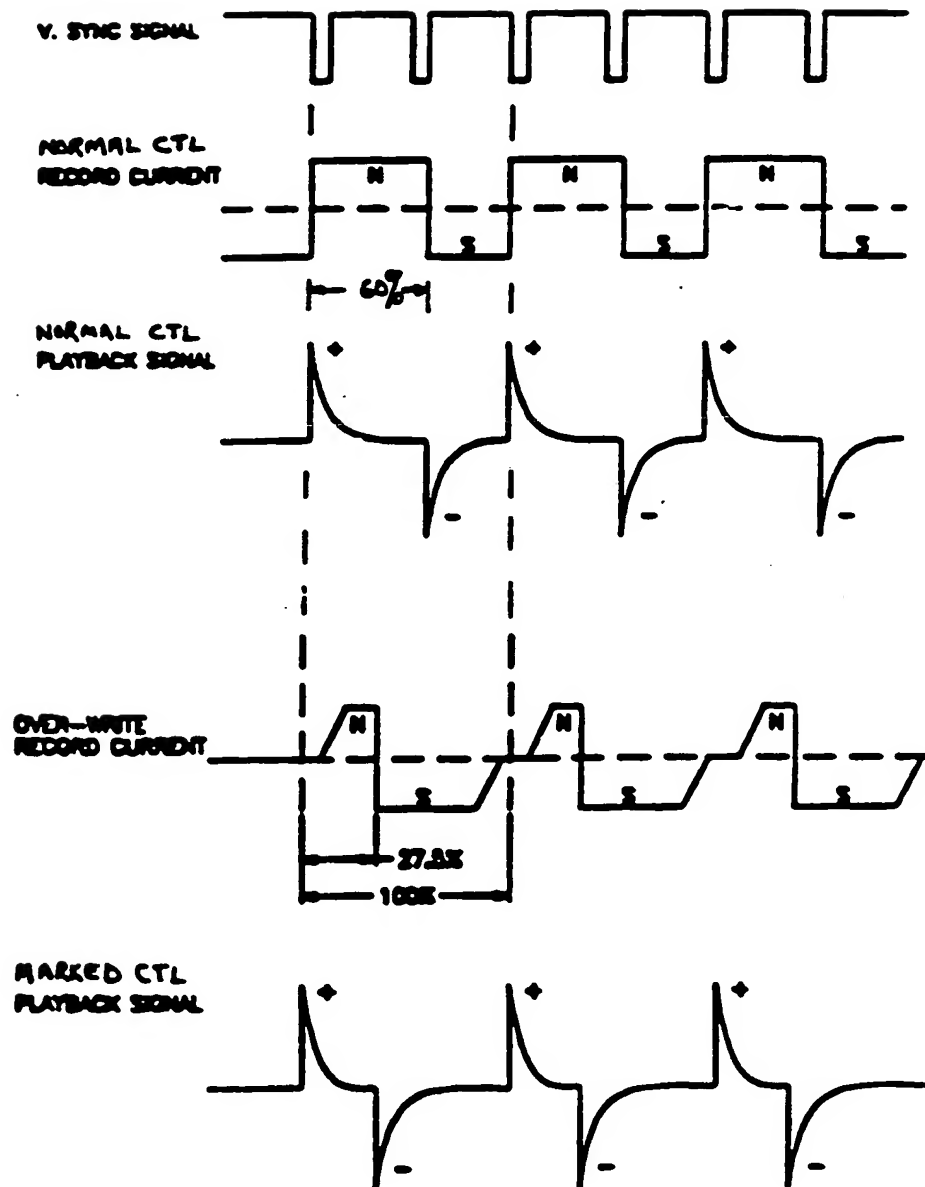 V. SYNC SIGNAL
NORMAL CTL
RECORD CURRENT
N N N
S S S
60%
NORMAL CTL
PLAYBACK SIGNAL
+ + +
- - -
OVER-WRITE
RECORD CURRENT
N N N
S S S
27.5%
100%
MARKED CTL
PLAYBACK SIGNAL
+ + +
- - -